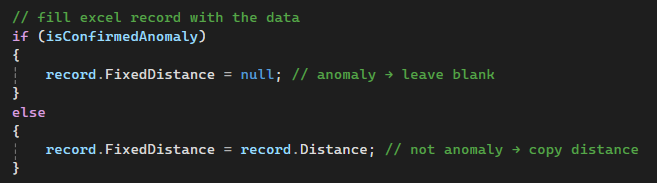 // fill excel record with the data
if (isConfirmedAnomaly)
{
    record.FixedDistance = null; // anomaly → leave blank
}
else
{
    record.FixedDistance = record.Distance; // not anomaly → copy distance
}